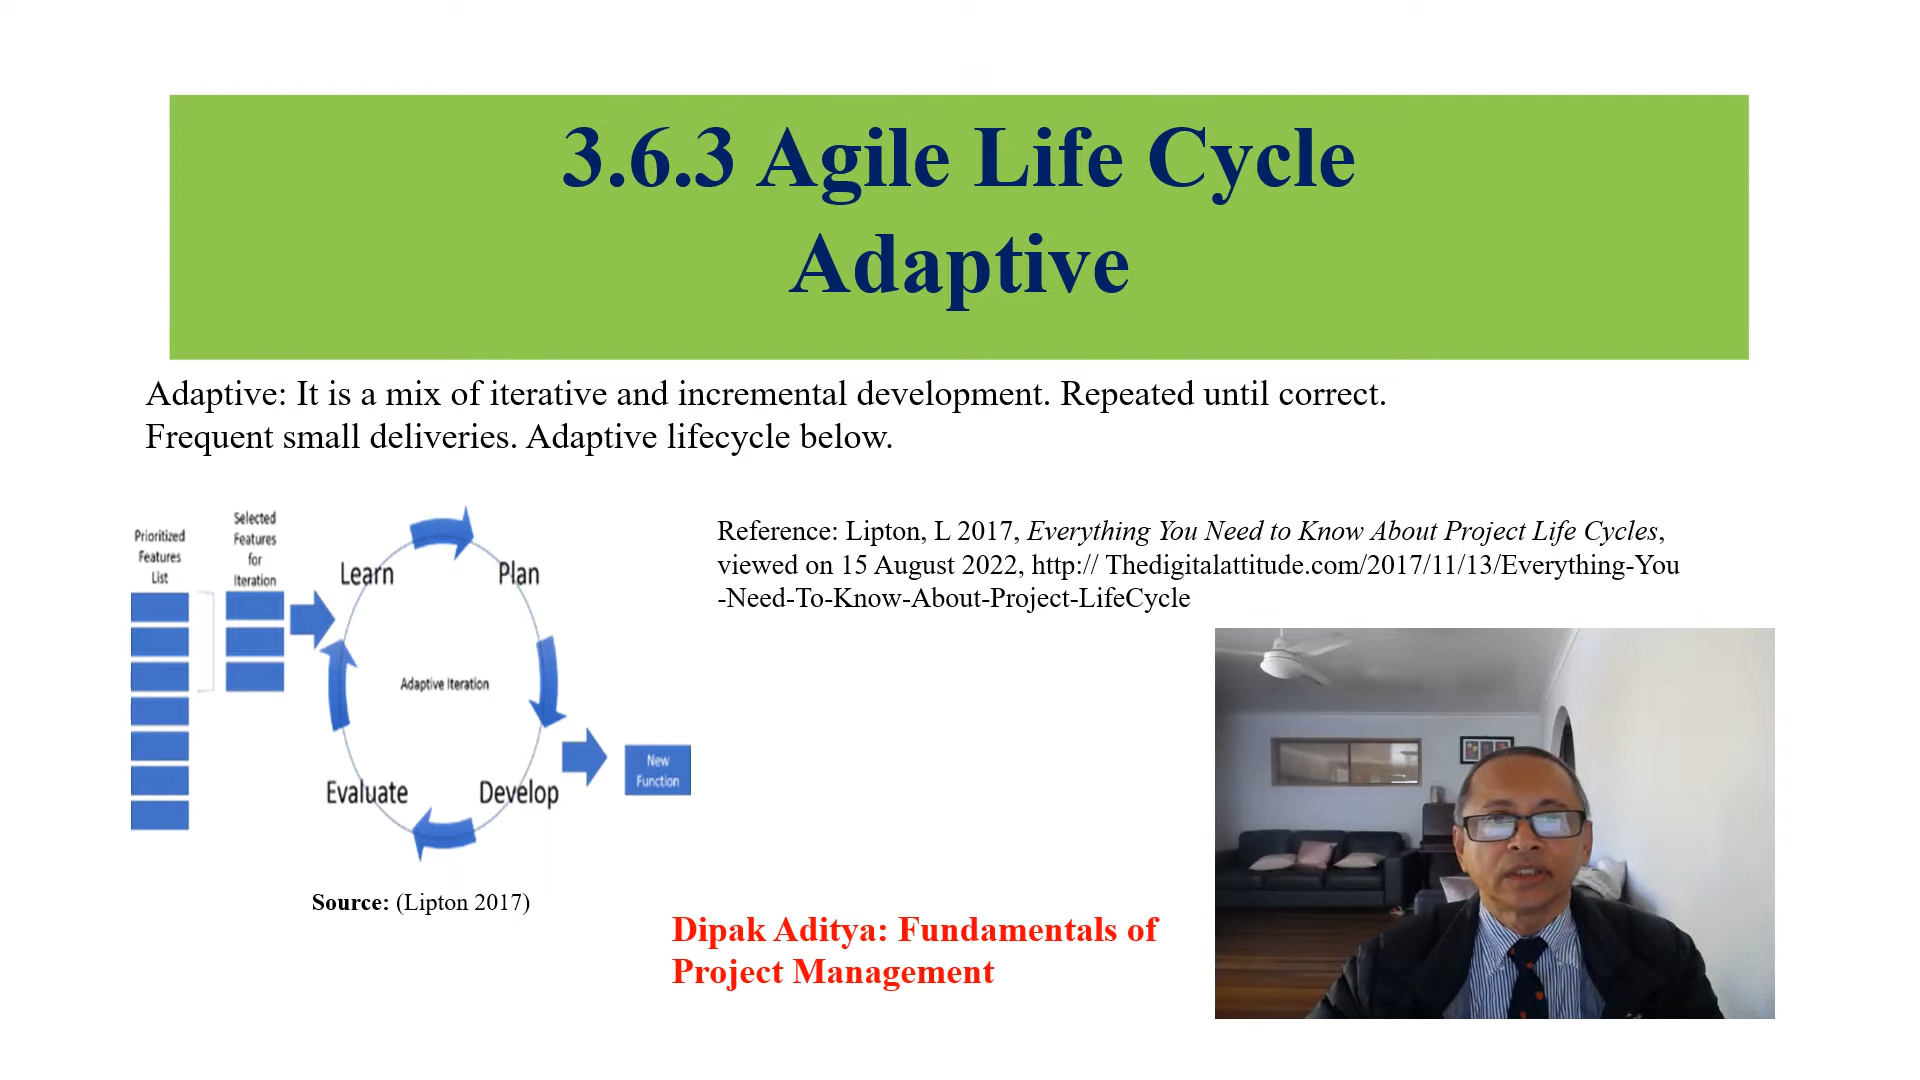 3.6.3 Agile Life Cycle
Adaptive
Adaptive: It is a mix of iterative and incremental development. Repeated until correct.
Frequent small deliveries. Adaptive lifecycle below.
Prioritized
Features
List
Selected
Features
for
Iteration
Learn
Plan
Adaptive Iteration
Evaluate
Develop
New
Function
Source: (Lipton 2017)
Reference: Lipton, L 2017, Everything You Need to Know About Project Life Cycles,
viewed on 15 August 2022, http:// Thedigitalattitude.com/2017/11/13/Everything-You
-Need-To-Know-About-Project-LifeCycle
Dipak Aditya: Fundamentals of
Project Management